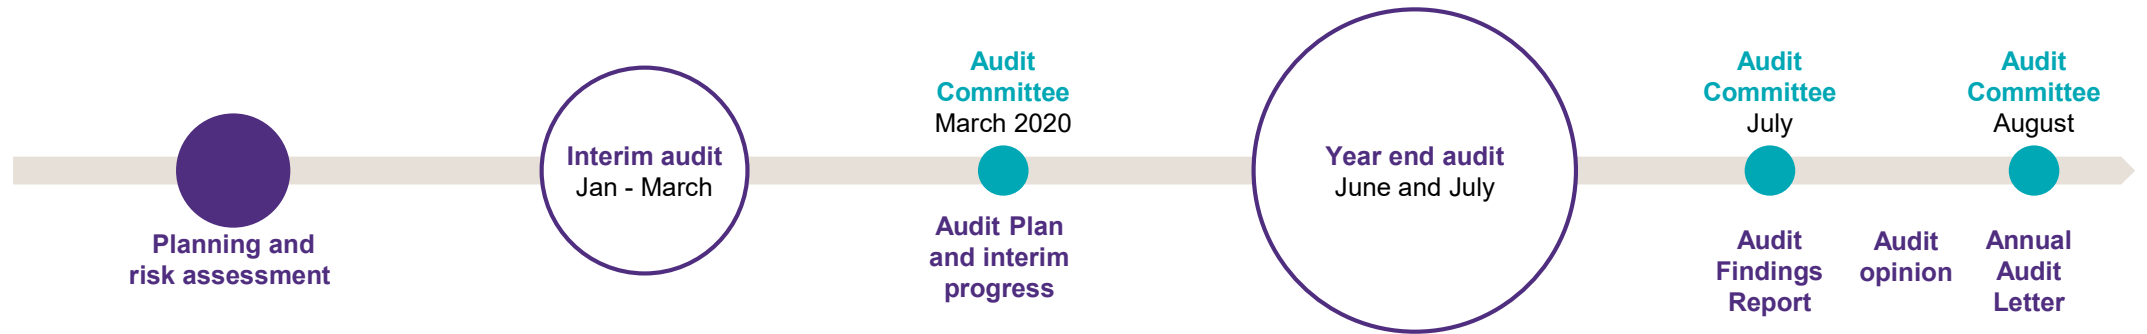 Planning and
risk assessment
Interim audit
Jan - March
Audit
Committee
March 2020
Audit Plan
and interim
progress
Year end audit
June and July
Audit
Committee
July
Audit
Findings
Report
Audit
opinion
Audit
Committee
August
Annual
Audit
Letter